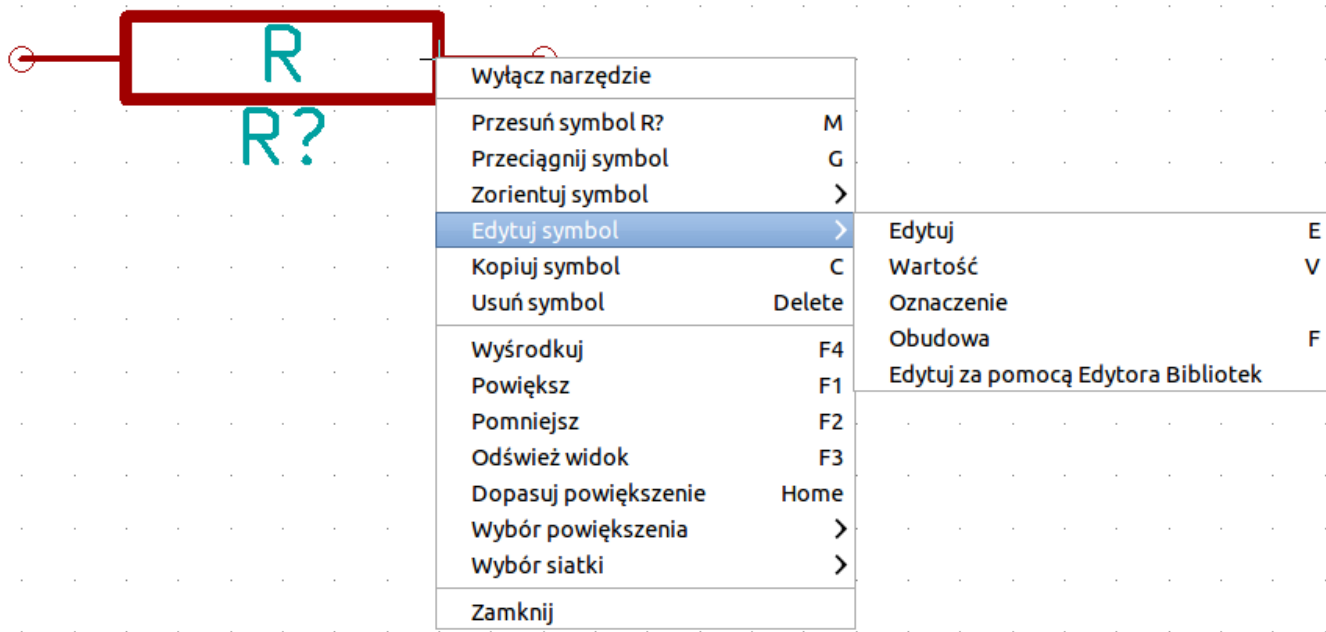 R
R?
Wyłącz narzędzie
Przesuń symbol R? M
Przeciągnij symbol G
Zorientuj symbol
Edytuj symbol
Kopiuj symbol C
Usuń symbol Delete
Wyśrodkuj F4
Powiększ F1
Pomniejsz F2
Odśwież widok F3
Dopasuj powiększenie Home
Wybór powiększenia
Wybór siatki
Zamknij
Edytuj E
Wartość V
Oznaczenie
Obudowa F
Edytuj za pomocą Edytora Bibliotek